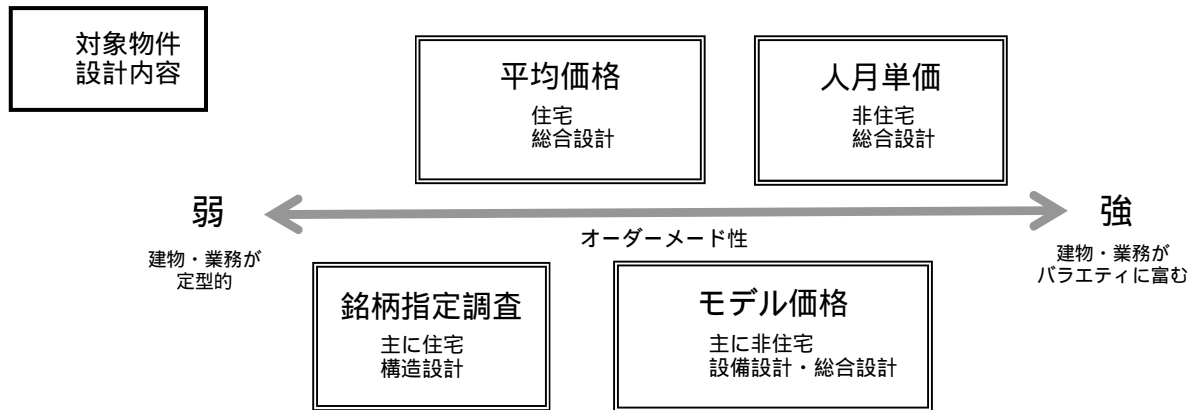 対象物件
設計内容
平均価格
住宅
総合設計
人月単価
非住宅
総合設計
弱
強
オーダーメード性
建物・業務が
定型的
建物・業務が
バラエティに富む
銘柄指定調査
主に住宅
構造設計
モデル価格
主に非住宅
設備設計・総合設計